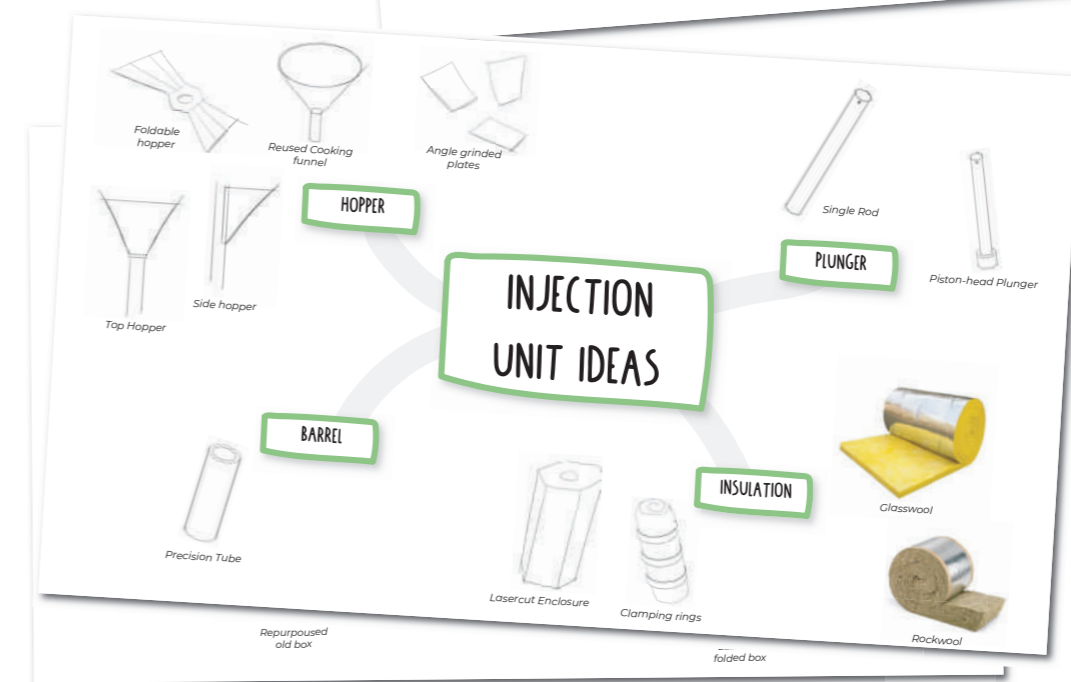 Foldable
hopper
Reused Cooking
funnel
Angle grinded
plates
HOPPER
Top Hopper
Side hopper
INJECTION
UNIT IDEAS
Single Rod
PLUNGER
Piston-head Plunger
BARREL
Precision Tube
INSULATION
Glasswool
Lasercut Enclosure
Clamping rings
Rockwool
Repurpoused
old box
folded box